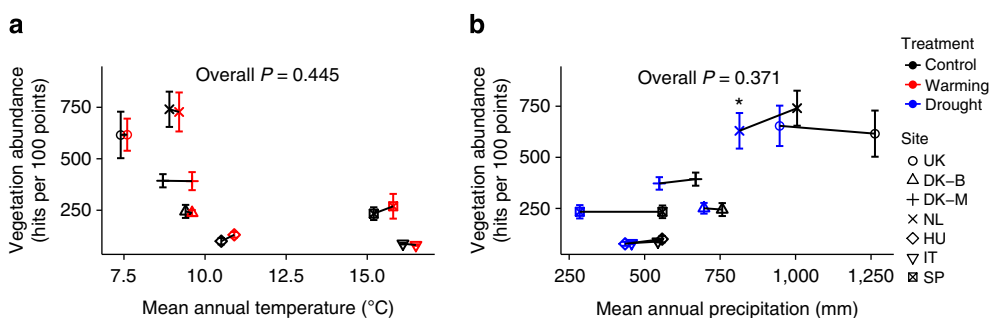 a
Overall P = 0.445
Vegetation abundance
(hits per 100 points)
750
500
250
7.5
10.0
12.5
15.0
Mean annual temperature (°C)
b
Overall P = 0.371
*
Vegetation abundance
(hits per 100 points)
750
500
250
250
500
750
1,000
1,250
Mean annual precipitation (mm)
Treatment
Control
Warming
Drought
Site
UK
DK–B
DK–M
NL
HU
IT
SP